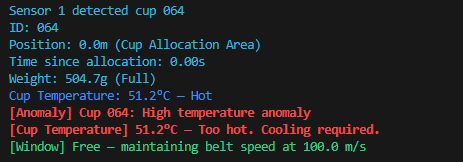 Sensor 1 detected cup 064
ID: 064
Position: 0.0m (Cup Allocation Area)
Time since allocation: 0.00s
Weight: 504.7g (Full)
Cup Temperature: 51.2°C — Hot
[Anomaly] Cup 064: High temperature anomaly
[Cup Temperature] 51.2°C — Too hot. Cooling required.
[Window] Free — maintaining belt speed at 100.0 m/s